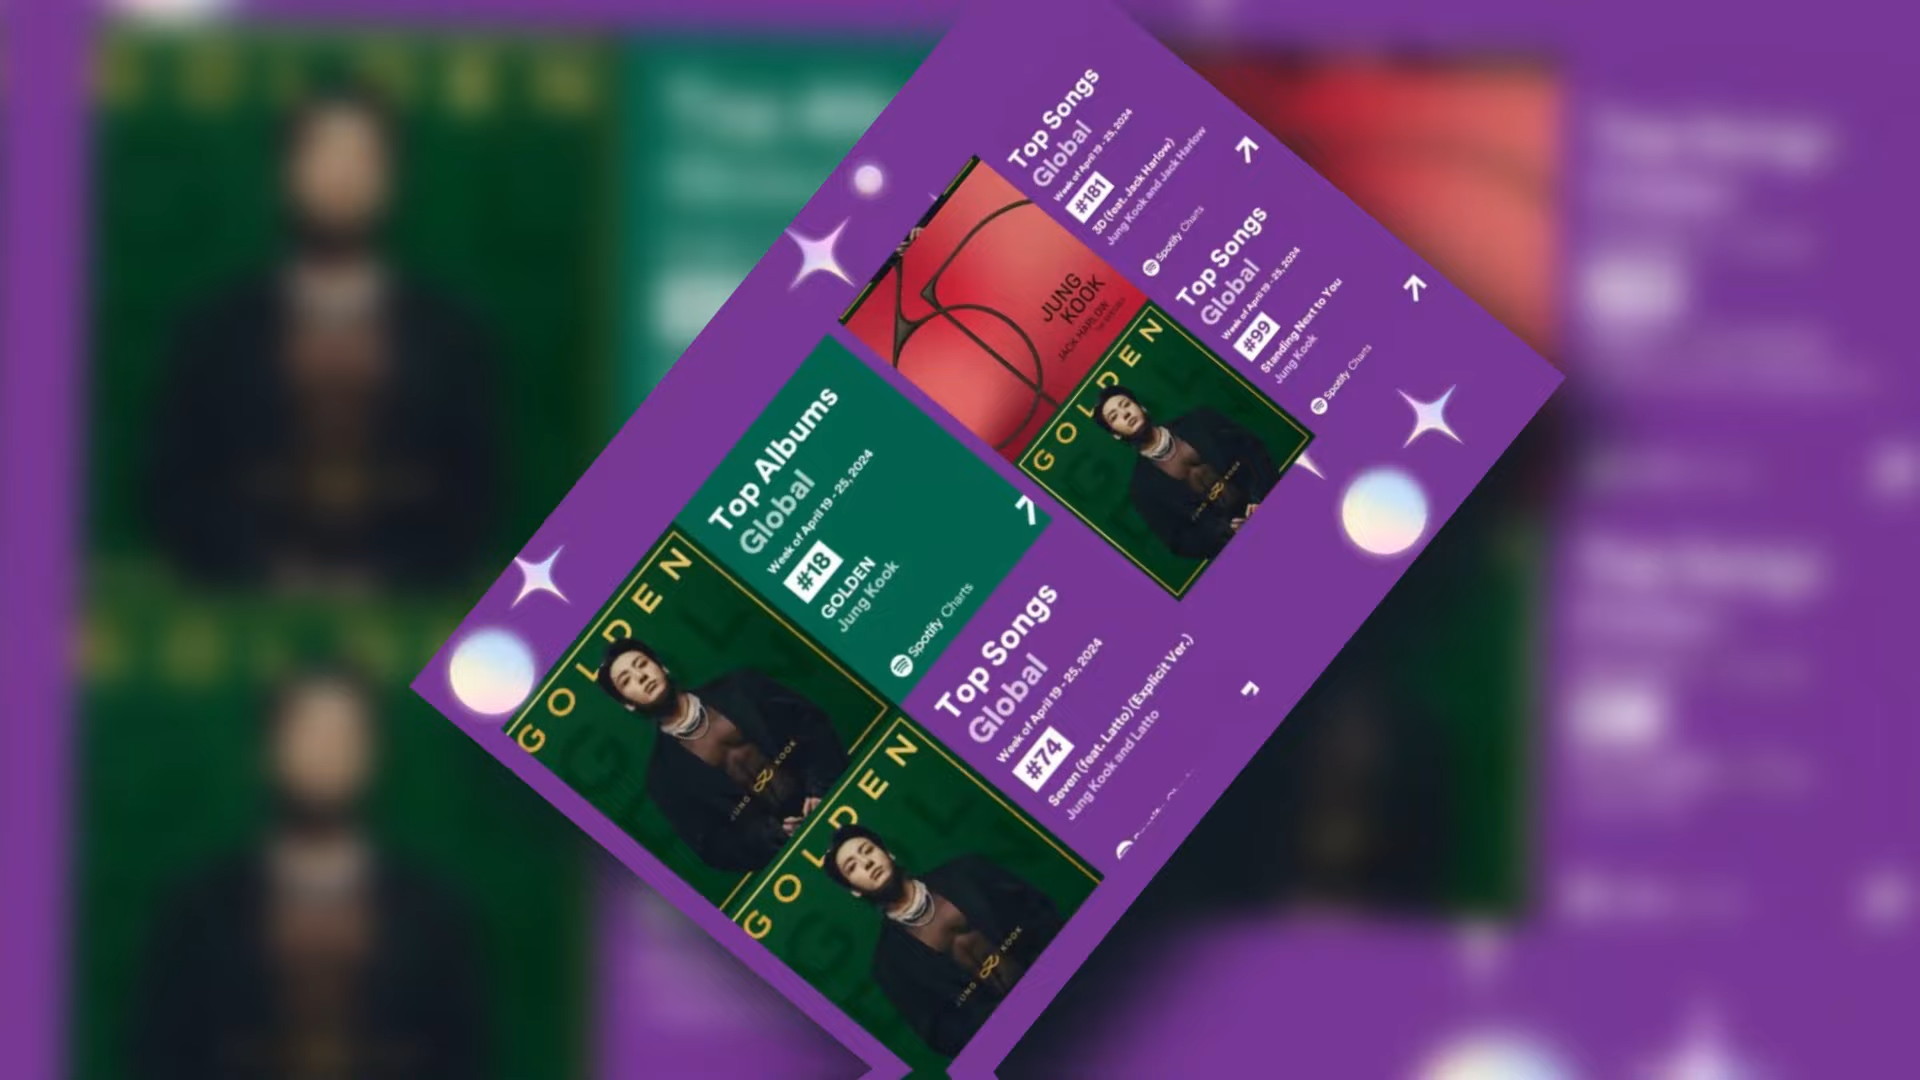 Top Songs
Global
Week of April 19 - 25, 2024
#181
3D (feat. Jack Harlow)
Jung Kook and Jack Harlow
Spotify Charts
JUNG
KOOK
JACK HARLOW
Top Songs
Global
Week of April 19 - 25, 2024
#99
Standing Next to You
Jung Kook
Spotify Charts
GOLDEN
JUNG KOOK
Top Albums
Global
Week of April 19 - 25, 2024
#18
GOLDEN
Jung Kook
Spotify Charts
GOLDEN
JUNG KOOK
Top Songs
Global
Week of April 19 - 25, 2024
#74
Seven (feat. Latto) (Explicit Ver.)
Jung Kook and Latto
GOLDEN
JUNG KOOK